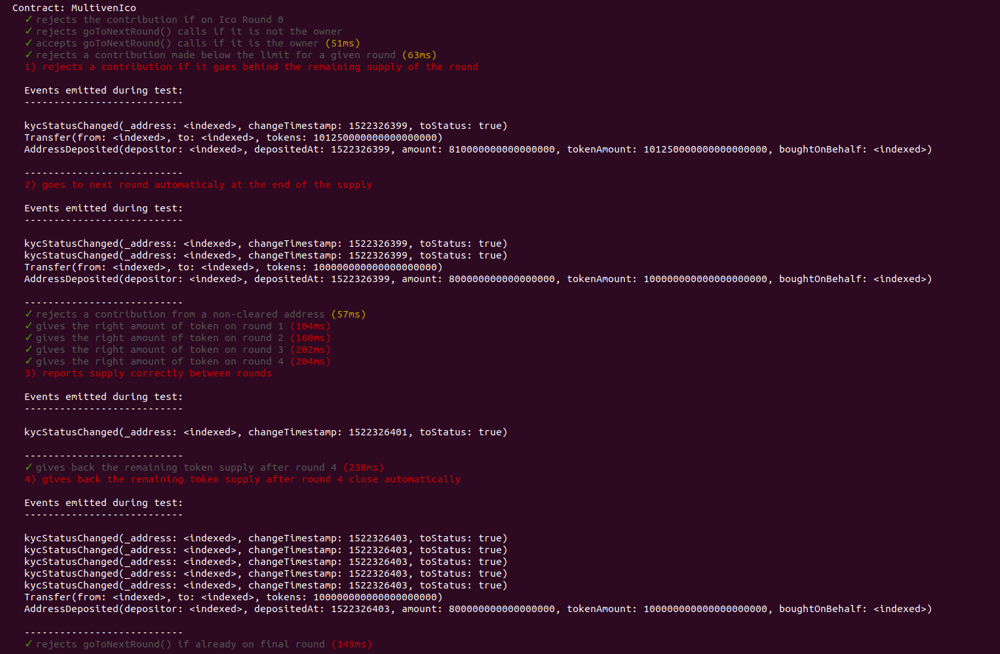 Contract: MultivenIco
✓ rejects the contribution if on Ico Round 0
✓ rejects goToNextRound() calls if it is not the owner
✓ accepts goToNextRound() calls if it is the owner (51ms)
✓ rejects a contribution made below the limit for a given round (63ms)
1) rejects a contribution if it goes behind the remaining supply of the round
Events emitted during test:
---------------------------
kycStatusChanged(_address: <indexed>, changeTimestamp: 1522326399, toStatus: true)
Transfer(from: <indexed>, to: <indexed>, tokens: 101250000000000000000)
AddressDeposited(depositor: <indexed>, depositedAt: 1522326399, amount: 810000000000000000, tokenAmount: 101250000000000000000, boughtOnBehalf: <indexed>)
---------------------------
2) goes to next round automaticaly at the end of the supply
Events emitted during test:
---------------------------
kycStatusChanged(_address: <indexed>, changeTimestamp: 1522326399, toStatus: true)
kycStatusChanged(_address: <indexed>, changeTimestamp: 1522326399, toStatus: true)
Transfer(from: <indexed>, to: <indexed>, tokens: 100000000000000000000)
AddressDeposited(depositor: <indexed>, depositedAt: 1522326399, amount: 800000000000000000, tokenAmount: 100000000000000000000, boughtOnBehalf: <indexed>)
---------------------------
✓ rejects a contribution from a non-cleared address (57ms)
✓ gives the right amount of token on round 1 (104ms)
✓ gives the right amount of token on round 2 (160ms)
✓ gives the right amount of token on round 3 (202ms)
✓ gives the right amount of token on round 4 (204ms)
3) reports supply correctly between rounds
Events emitted during test:
---------------------------
kycStatusChanged(_address: <indexed>, changeTimestamp: 1522326401, toStatus: true)
---------------------------
✓ gives back the remaining token supply after round 4 (238ms)
4) gives back the remaining token supply after round 4 close automatically
Events emitted during test:
---------------------------
kycStatusChanged(_address: <indexed>, changeTimestamp: 1522326403, toStatus: true)
kycStatusChanged(_address: <indexed>, changeTimestamp: 1522326403, toStatus: true)
kycStatusChanged(_address: <indexed>, changeTimestamp: 1522326403, toStatus: true)
kycStatusChanged(_address: <indexed>, changeTimestamp: 1522326403, toStatus: true)
kycStatusChanged(_address: <indexed>, changeTimestamp: 1522326403, toStatus: true)
Transfer(from: <indexed>, to: <indexed>, tokens: 100000000000000000000)
AddressDeposited(depositor: <indexed>, depositedAt: 1522326403, amount: 800000000000000000, tokenAmount: 100000000000000000000, boughtOnBehalf: <indexed>)
---------------------------
✓ rejects goToNextRound() if already on final round (149ms)